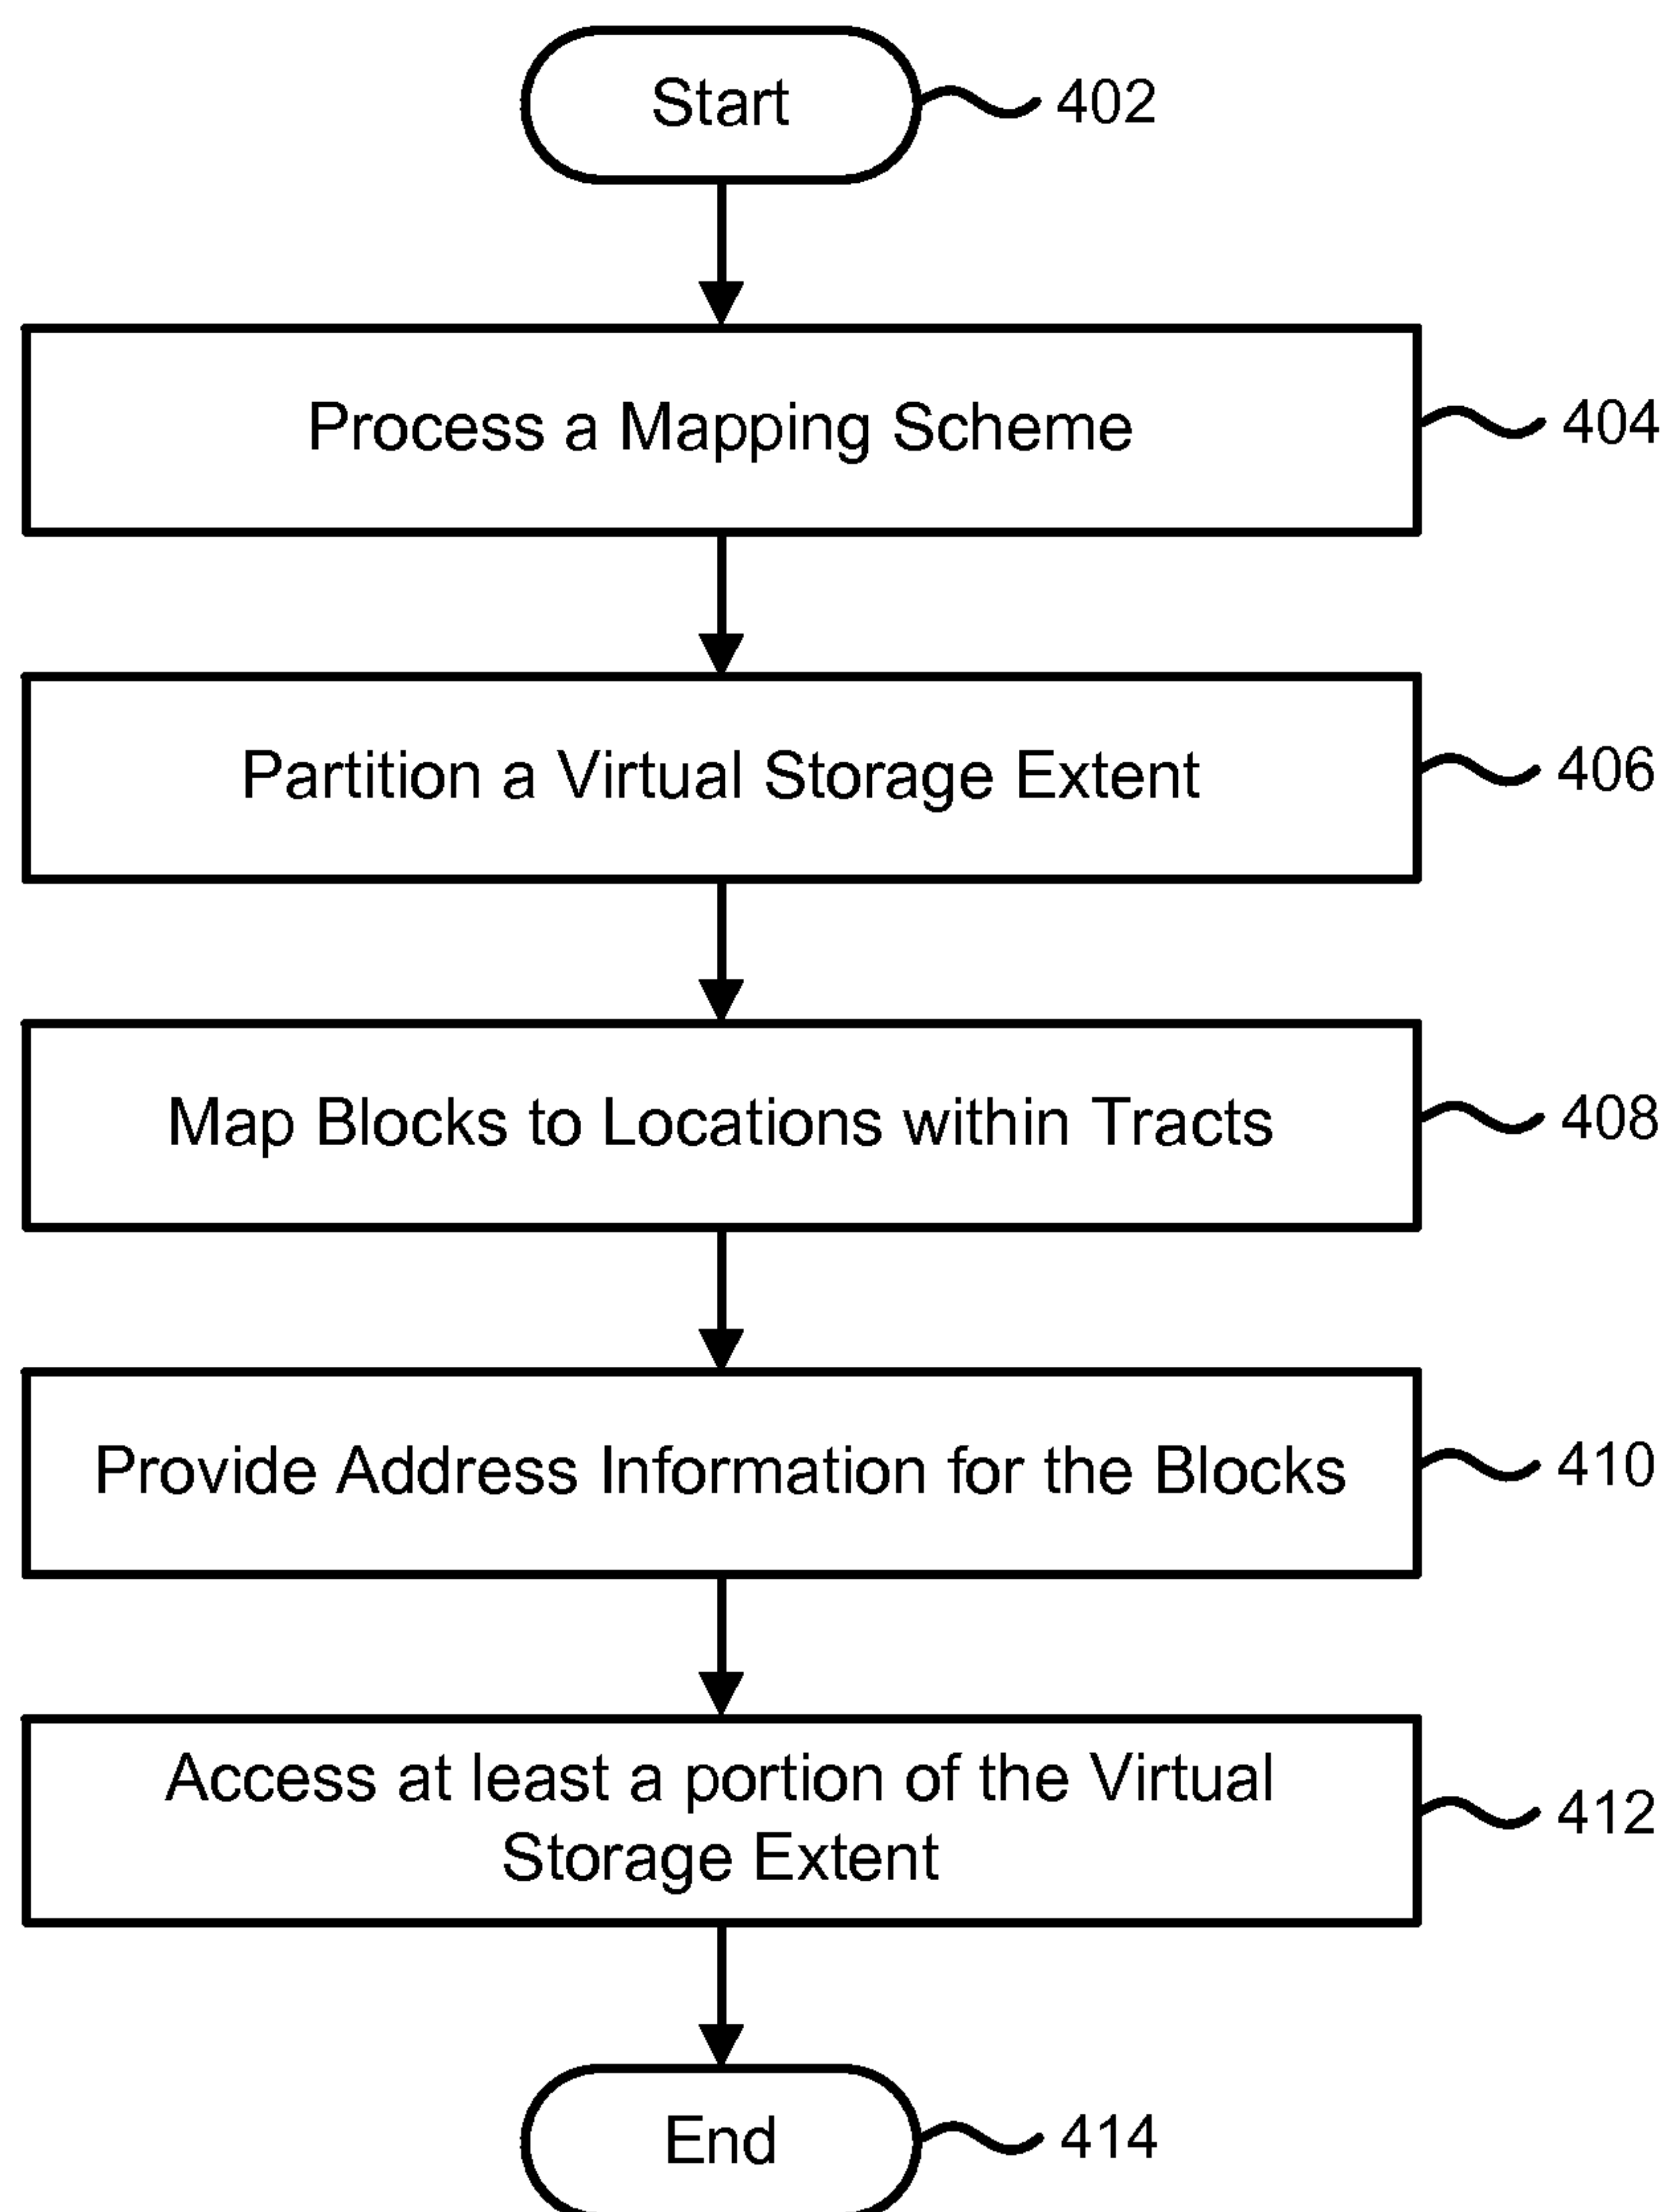 Start
402
Process a Mapping Scheme
404
Partition a Virtual Storage Extent
406
Map Blocks to Locations within Tracts
408
Provide Address Information for the Blocks
410
Access at least a portion of the Virtual
Storage Extent
412
End
414